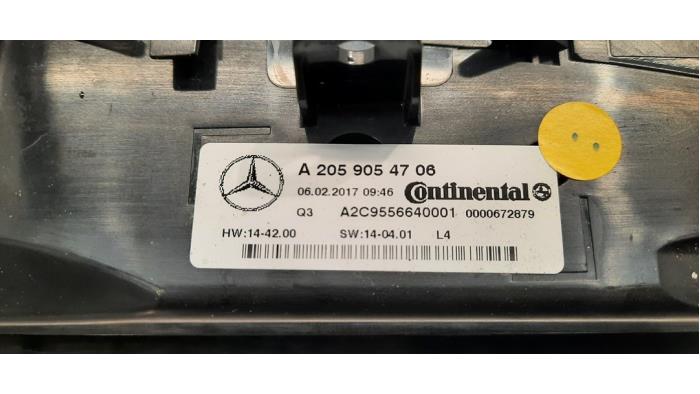 A 205 905 47 06
06.02.2017 09:46 Continental
Q3 A2C9556640001 0000672879
HW:14-42.00 SW:14-04.01 L4